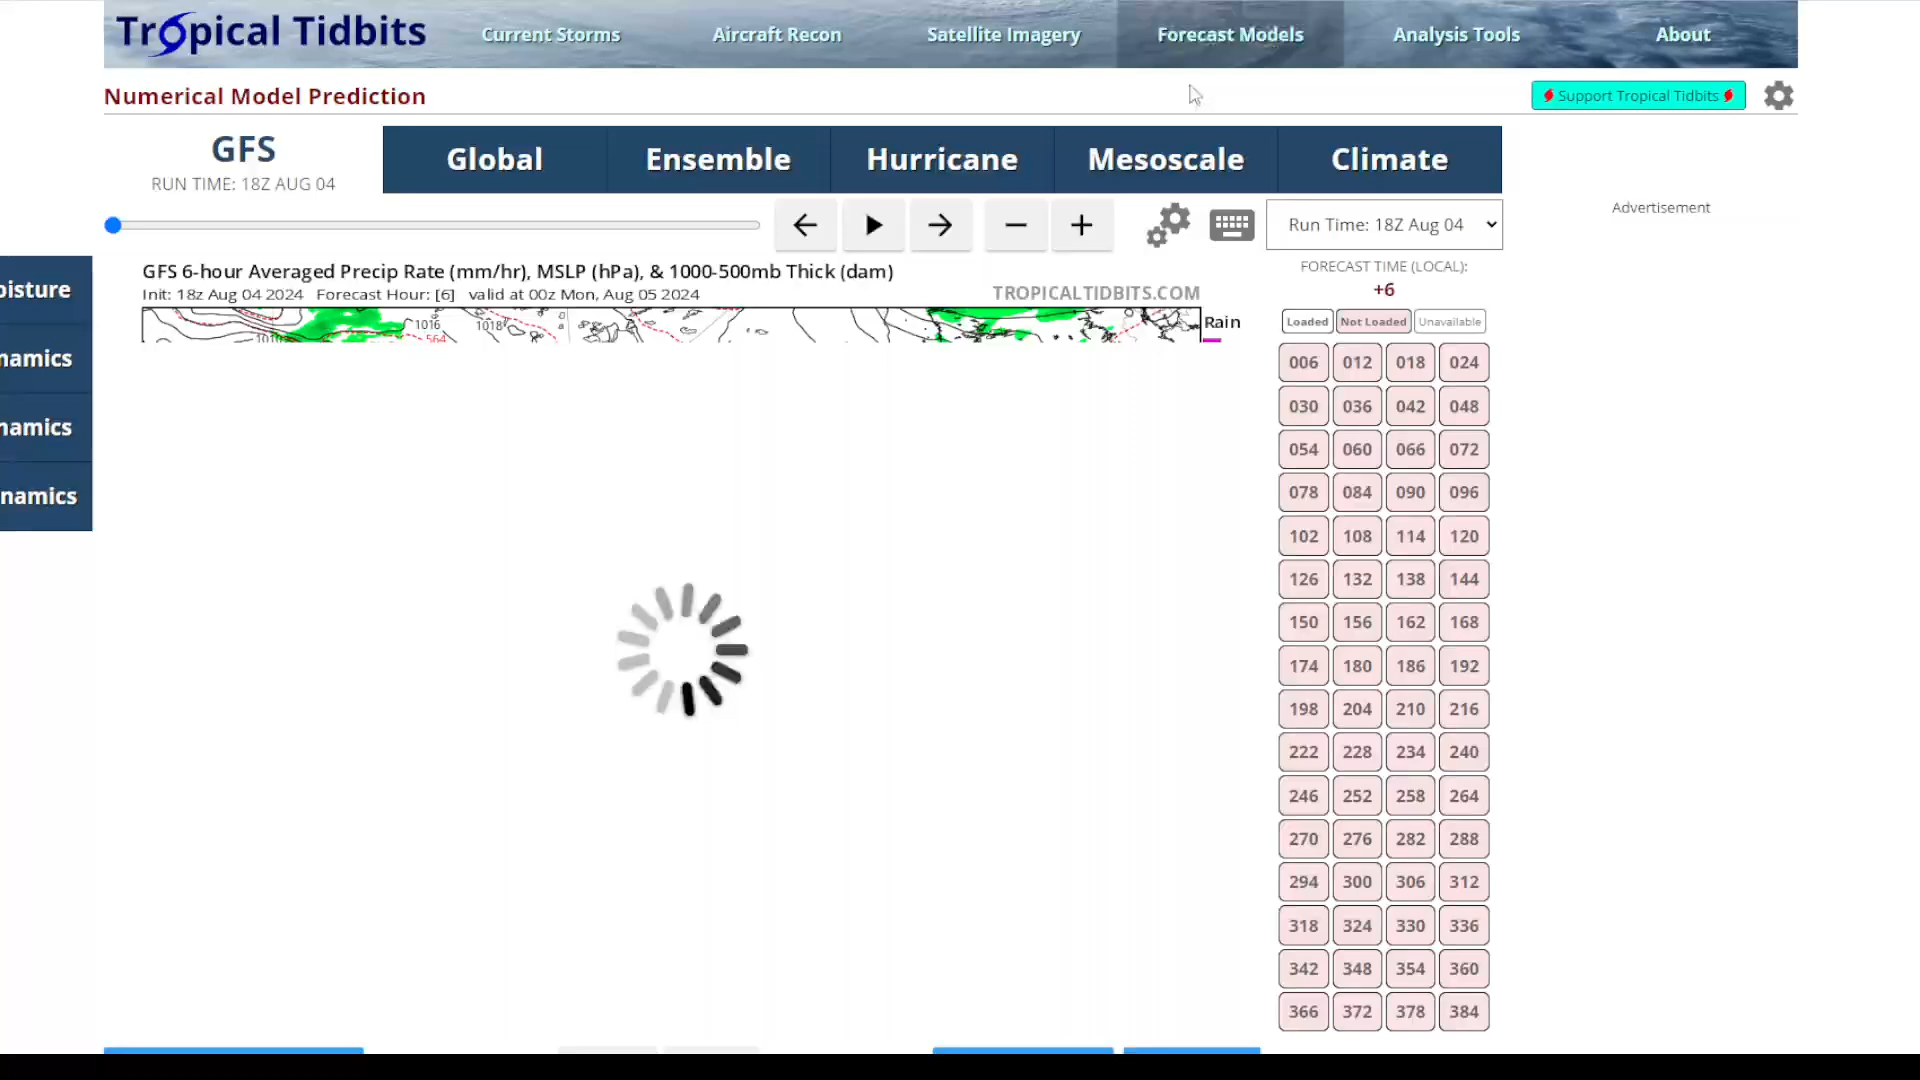 Tropical Tidbits
Current Storms
Aircraft Recon
Satellite Imagery
Forecast Models
Analysis Tools
About
Numerical Model Prediction
Support Tropical Tidbits
GFS
RUN TIME: 18Z AUG 04
Global
Ensemble
Hurricane
Mesoscale
Climate
Run Time: 18Z Aug 04
Advertisement
oisture
namics
namics
namics
GFS 6-hour Averaged Precip Rate (mm/hr), MSLP (hPa), & 1000-500mb Thick (dam)
Init: 18z Aug 04 2024 Forecast Hour: [6] valid at 00z Mon, Aug 05 2024
TROPICALTIDBITS.COM
1016
1018
564
Rain
FORECAST TIME (LOCAL):
+6
Loaded Not Loaded Unavailable
006 012 018 024
030 036 042 048
054 060 066 072
078 084 090 096
102 108 114 120
126 132 138 144
150 156 162 168
174 180 186 192
198 204 210 216
222 228 234 240
246 252 258 264
270 276 282 288
294 300 306 312
318 324 330 336
342 348 354 360
366 372 378 384